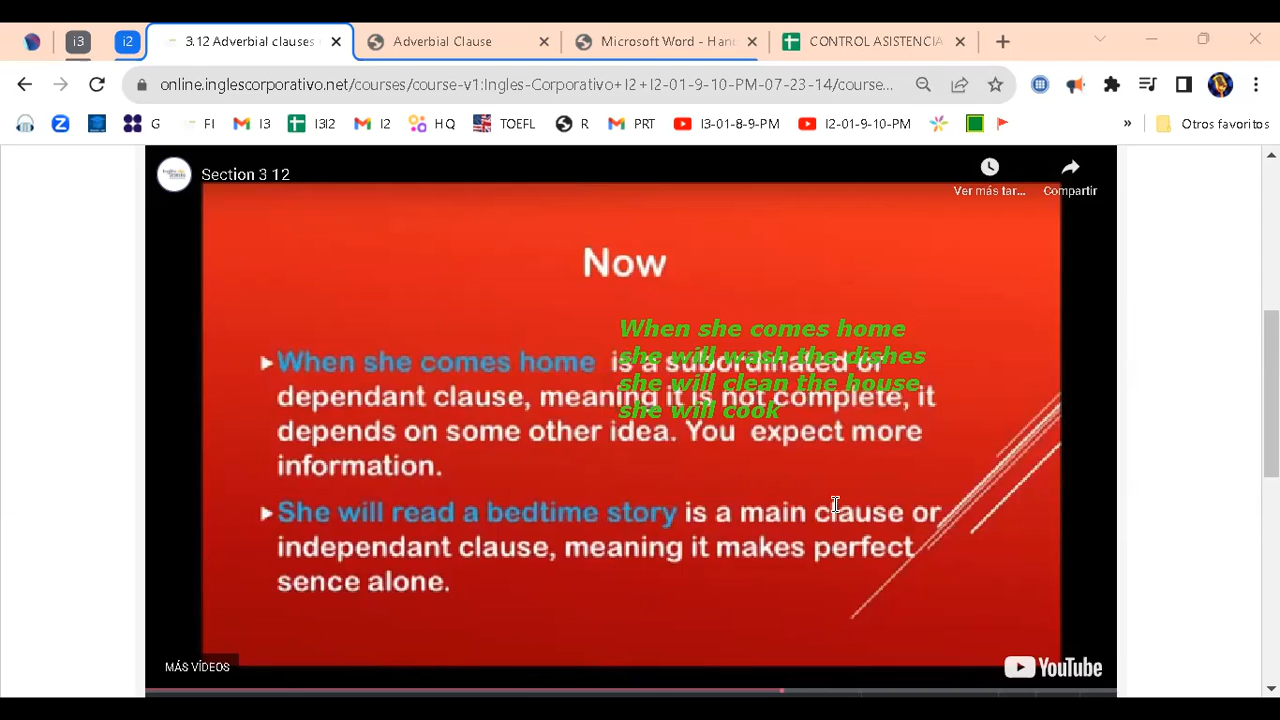 i3
i2
3.12 Adverbial clauses
Adverbial Clause
Microsoft Word - Hand
CONTROL ASISTENCIA
online.inglescorporativo.net/courses/course-v1:Ingles-Corporativo+I2+I2-01-9-10-PM-07-23-14/course...
G
FI
I3
I3I2
I2
HQ
TOEFL
R
PRT
I3-01-8-9-PM
I2-01-9-10-PM
»
Otros favoritos
Section 3 12
Ver más tar...
Compartir
Now
When she comes home
she will wash the dishes
she will clean the house
she will cook
When she comes home is a subordinated or
dependant clause, meaning it is not complete, it
depends on some other idea. You expect more
information.
She will read a bedtime story is a main clause or
independant clause, meaning it makes perfect
sence alone.
MÁS VÍDEOS
YouTube